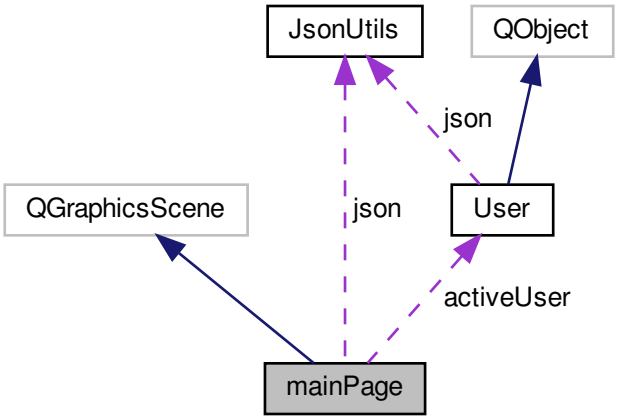 JsonUtils
QObject
json
QGraphicsScene
json
User
activeUser
mainPage